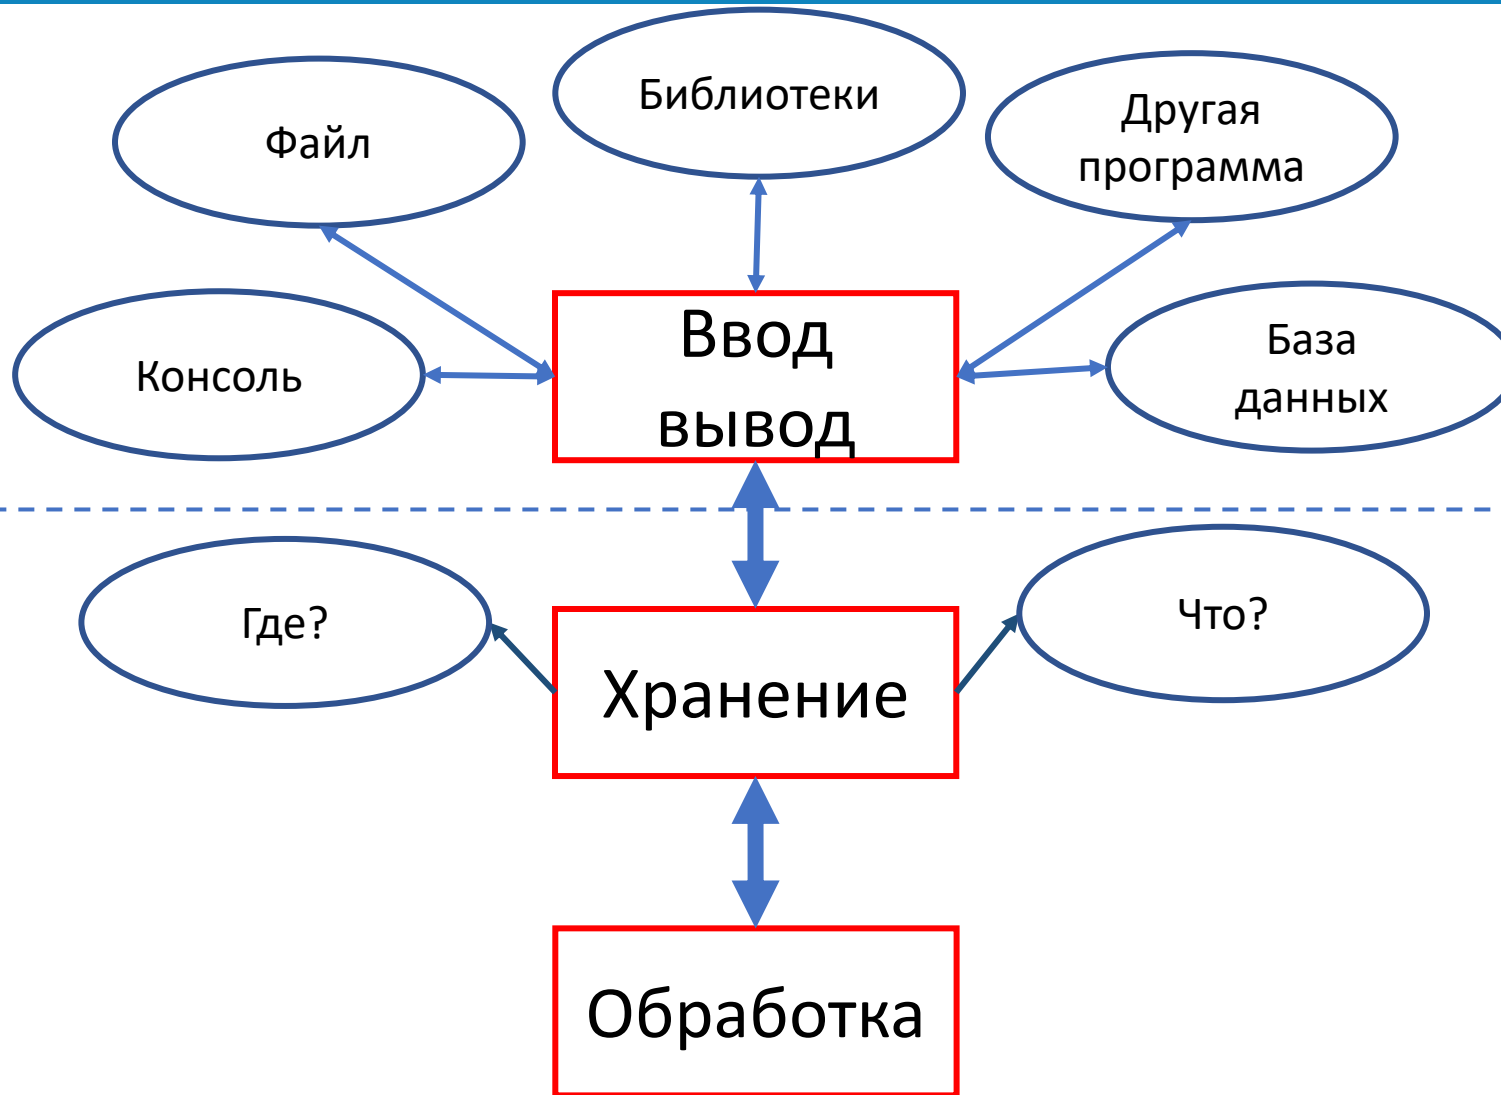 Библиотеки
Файл
Другая
программа
Ввод
вывод
Консоль
База
данных
Где?
Что?
Хранение
Обработка